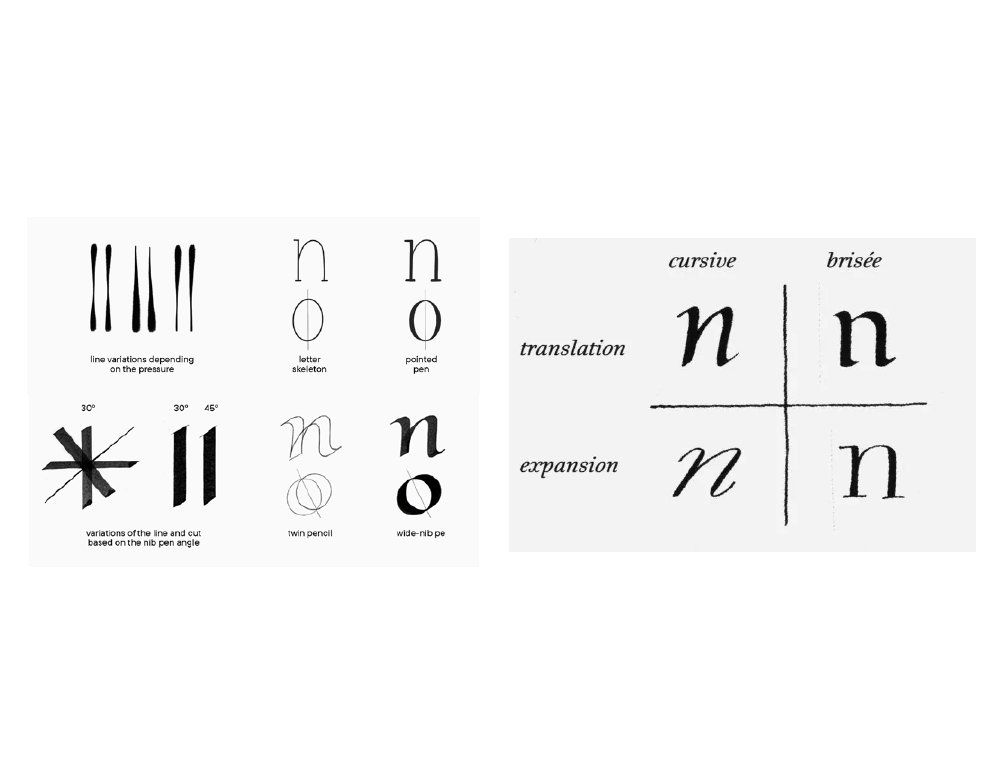 n
n
line variations depending
on the pressure
letter
skeleton
pointed
pen
o
o
30°
30°
45°
n
n
o
o
variations of the line and cut
based on the nib pen angle
twin pencil
wide-nib pe
cursive
brisée
translation
n
n
expansion
n
n